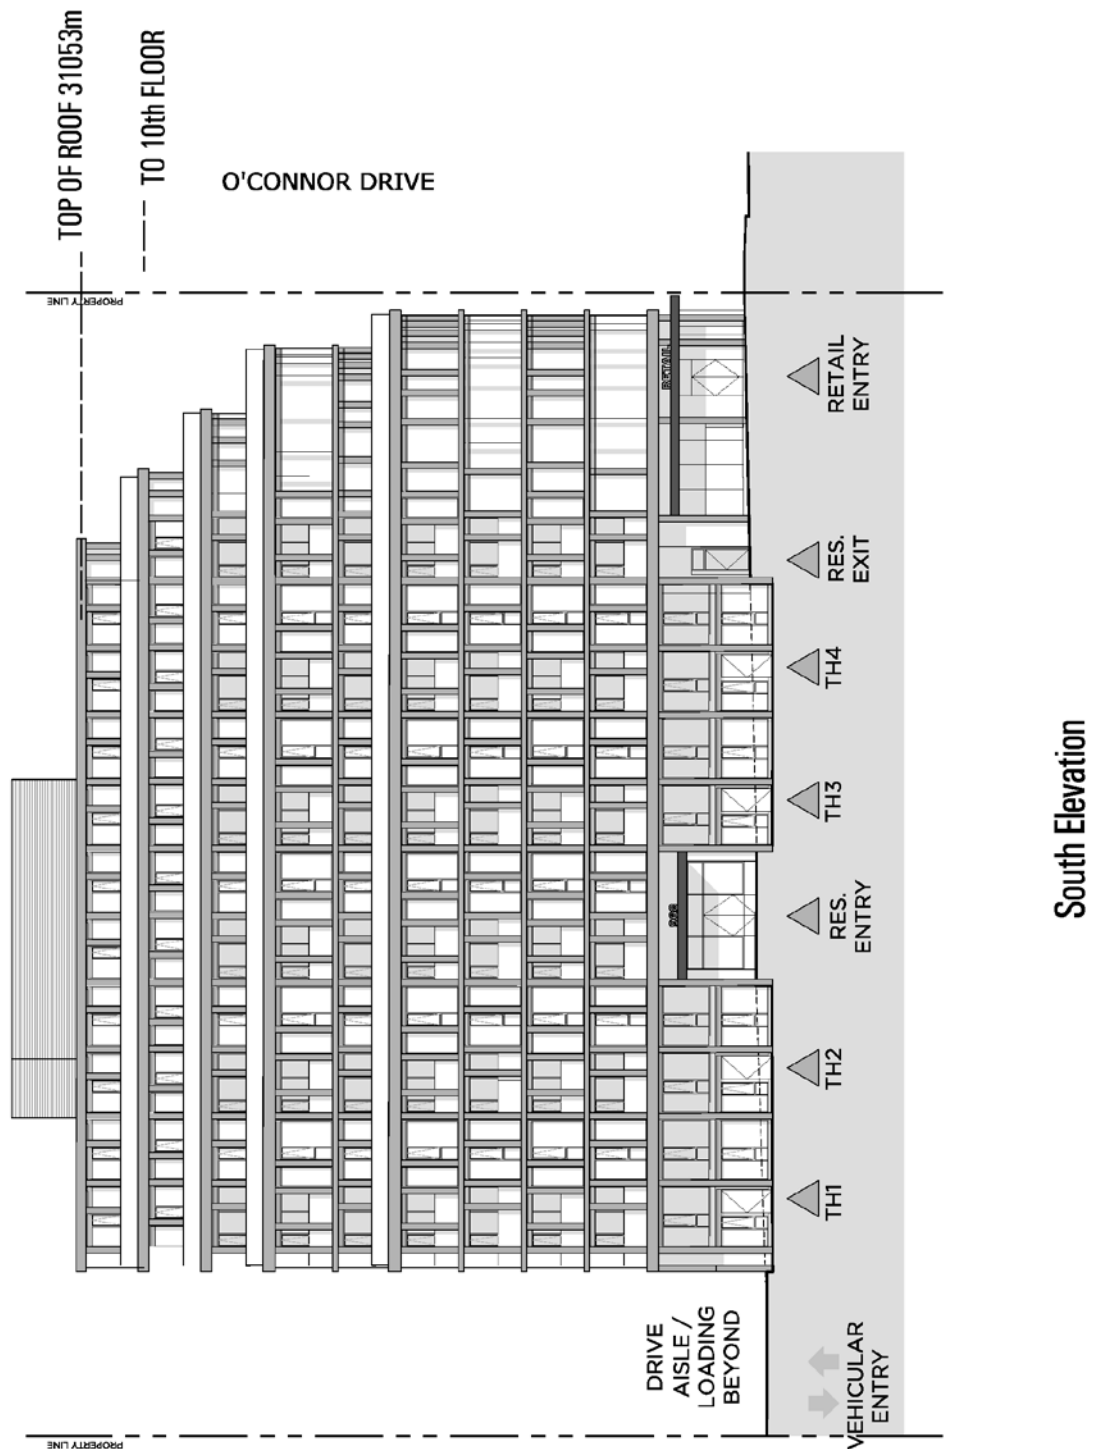 TOP OF ROOF 31053m
TO 10th FLOOR
O'CONNOR DRIVE
PROPERTY LINE
RETAIL
RETAIL
ENTRY
RES.
EXIT
TH4
TH3
RES.
ENTRY
TH2
TH1
DRIVE
AISLE /
LOADING
BEYOND
VEHICULAR
ENTRY
PROPERTY LINE
South Elevation